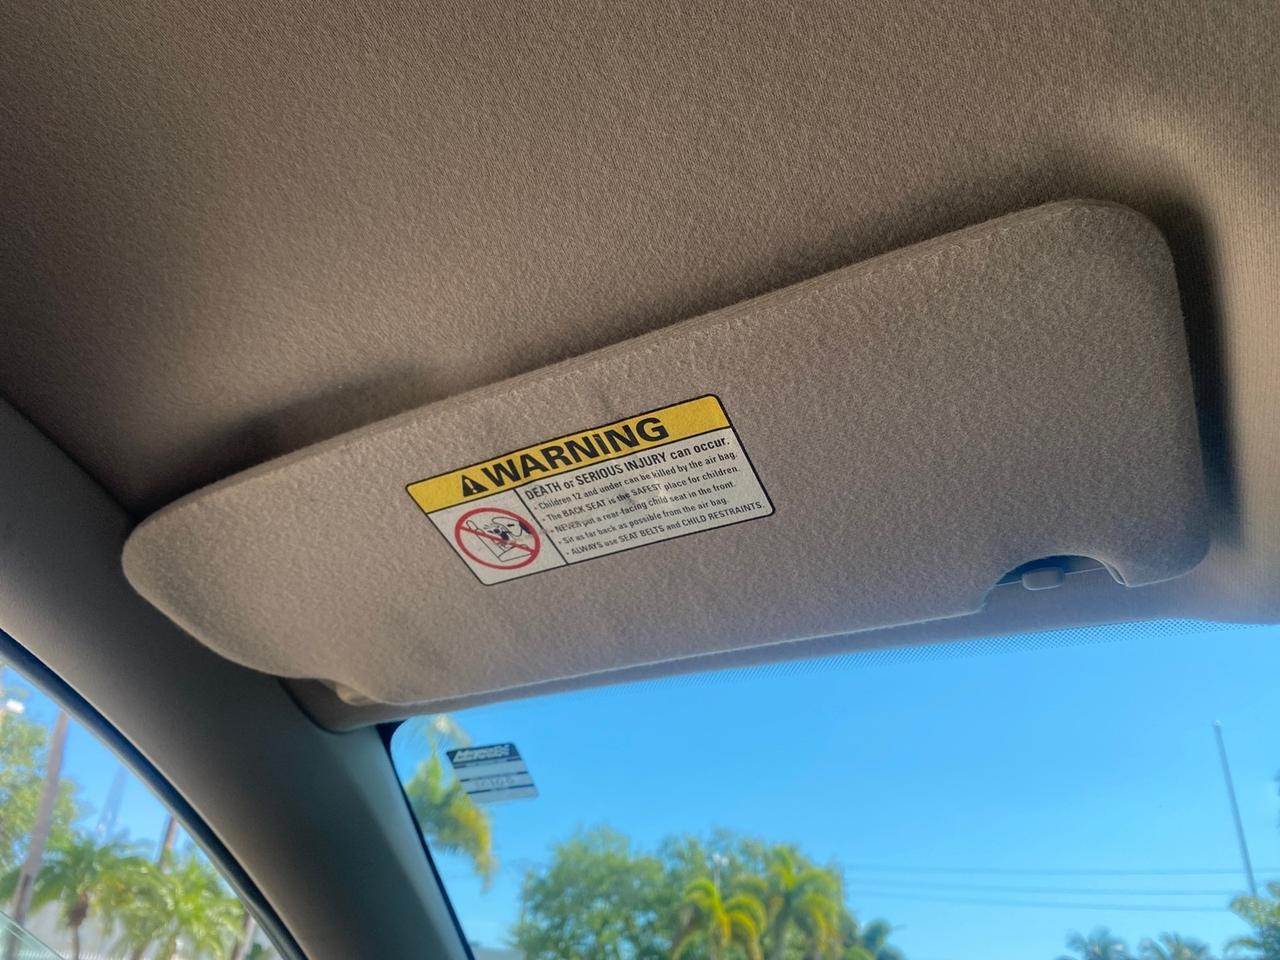 WARNING
DEATH or SERIOUS INJURY can occur.
• Children 12 and under can be killed by the air bag.
• The BACK SEAT is the SAFEST place for children.
• NEVER put a rear-facing child seat in the front.
• Sit as far back as possible from the air bag.
• ALWAYS use SEAT BELTS and CHILD RESTRAINTS.